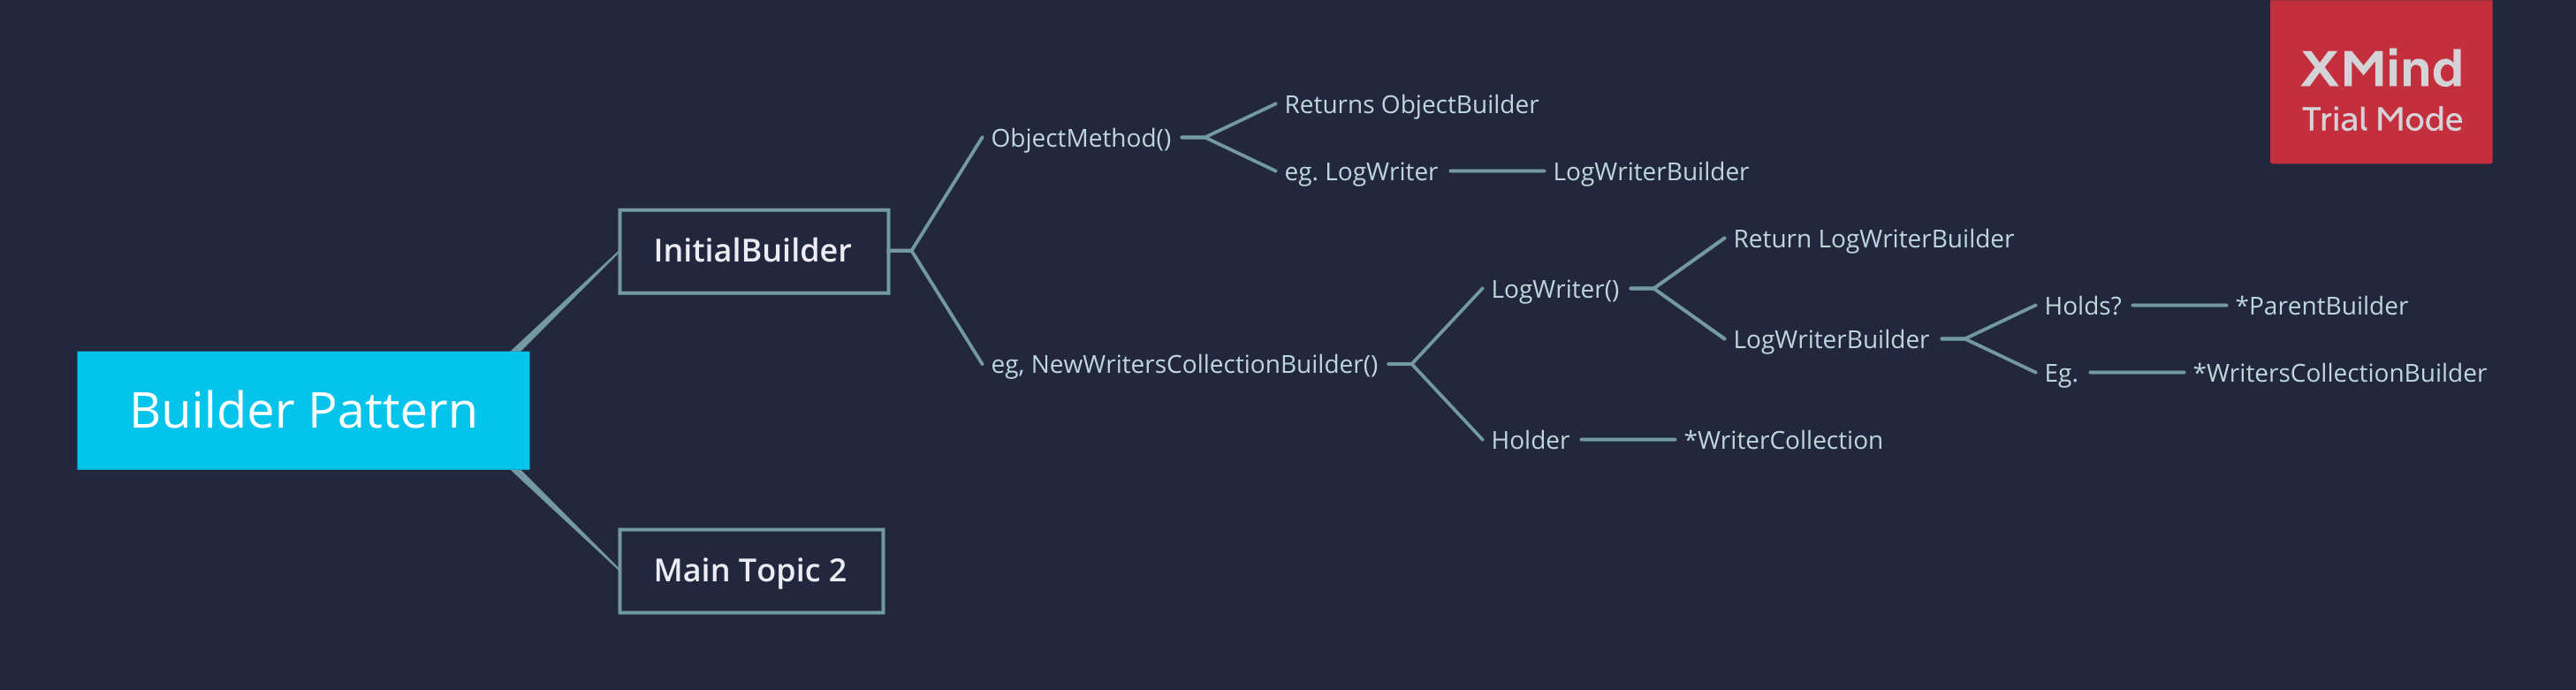 XMind
Trial Mode
Builder Pattern
InitialBuilder
ObjectMethod()
Returns ObjectBuilder
eg. LogWriter
LogWriterBuilder
eg, NewWritersCollectionBuilder()
LogWriter()
Return LogWriterBuilder
LogWriterBuilder
Holds?
*ParentBuilder
Eg.
*WritersCollectionBuilder
Holder
*WriterCollection
Main Topic 2